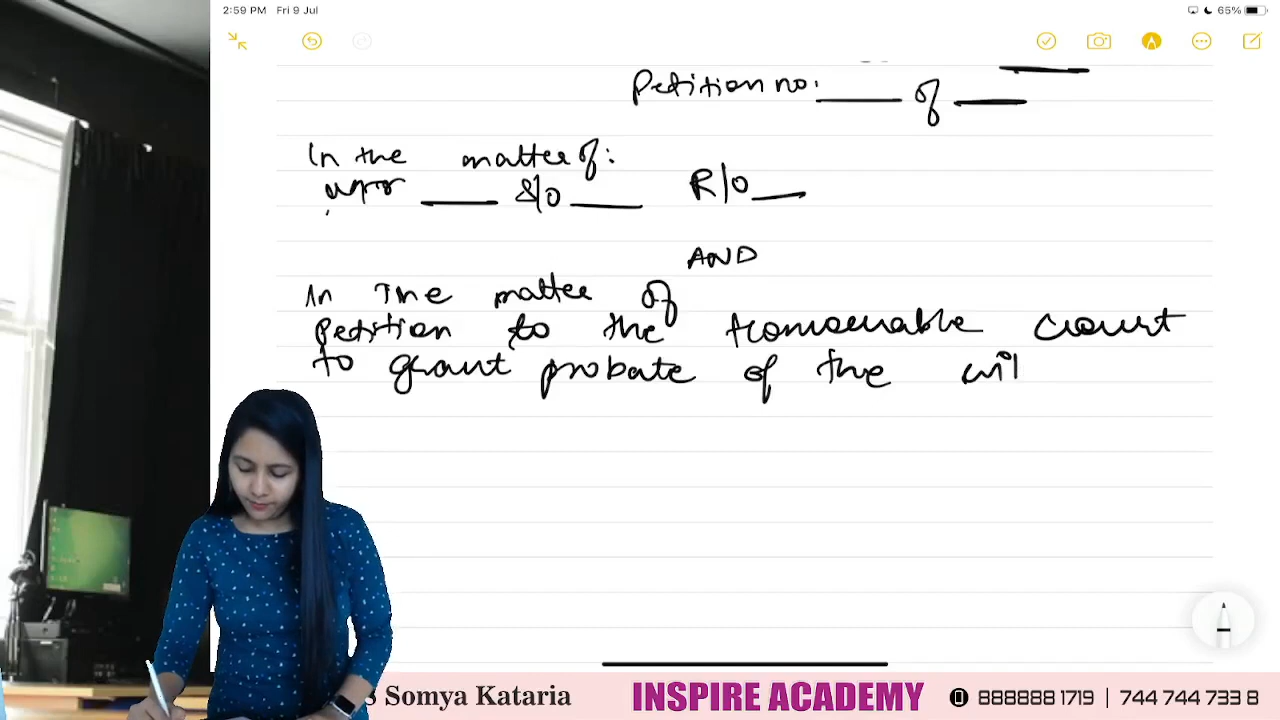 2:59 PM Fri 9 Jul
65%
Petition no. ____ of ____
In the matter of:
____ S/O ____ R/O ____
AND
In The matter of
Petition to the Honourable court
to grant probate of the wil
S Somya Kataria INSPIRE ACADEMY 888888 1719 | 744 744 733 8